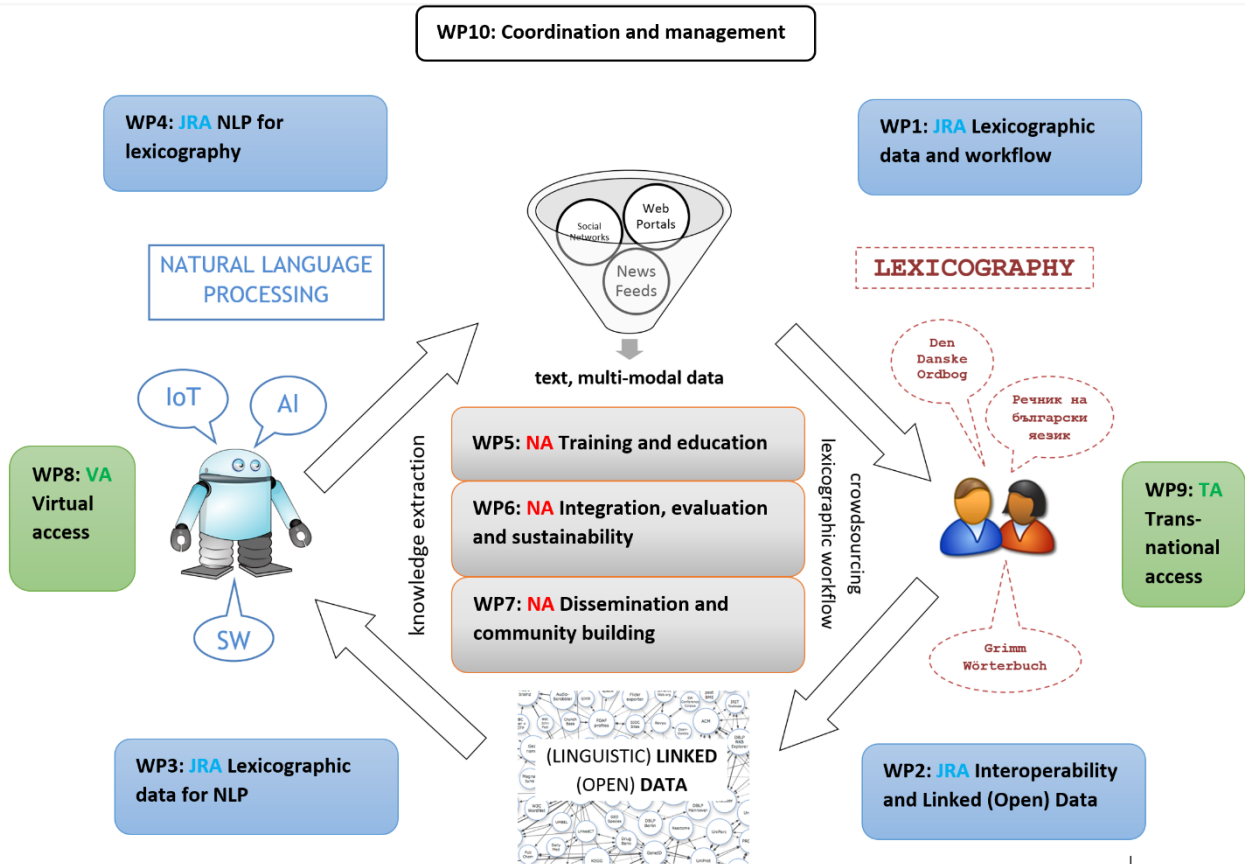 WP10: Coordination and management
WP4: JRA NLP for
lexicography
WP1: JRA Lexicographic
data and workflow
Social
Networks
Web
Portals
News
Feeds
NATURAL LANGUAGE
PROCESSING
LEXICOGRAPHY
text, multi-modal data
IoT
AI
SW
Den
Danske
Ordbog
Речник на
български
яезик
Grimm
Wörterbuch
WP8: VA
Virtual
access
knowledge extraction
WP5: NA Training and education
WP6: NA Integration, evaluation
and sustainability
WP7: NA Dissemination and
community building
crowdsourcing
lexicographic workflow
WP9: TA
Trans-
national
access
WP3: JRA Lexicographic
data for NLP
(LINGUISTIC) LINKED
(OPEN) DATA
ACM
WP2: JRA Interoperability
and Linked (Open) Data